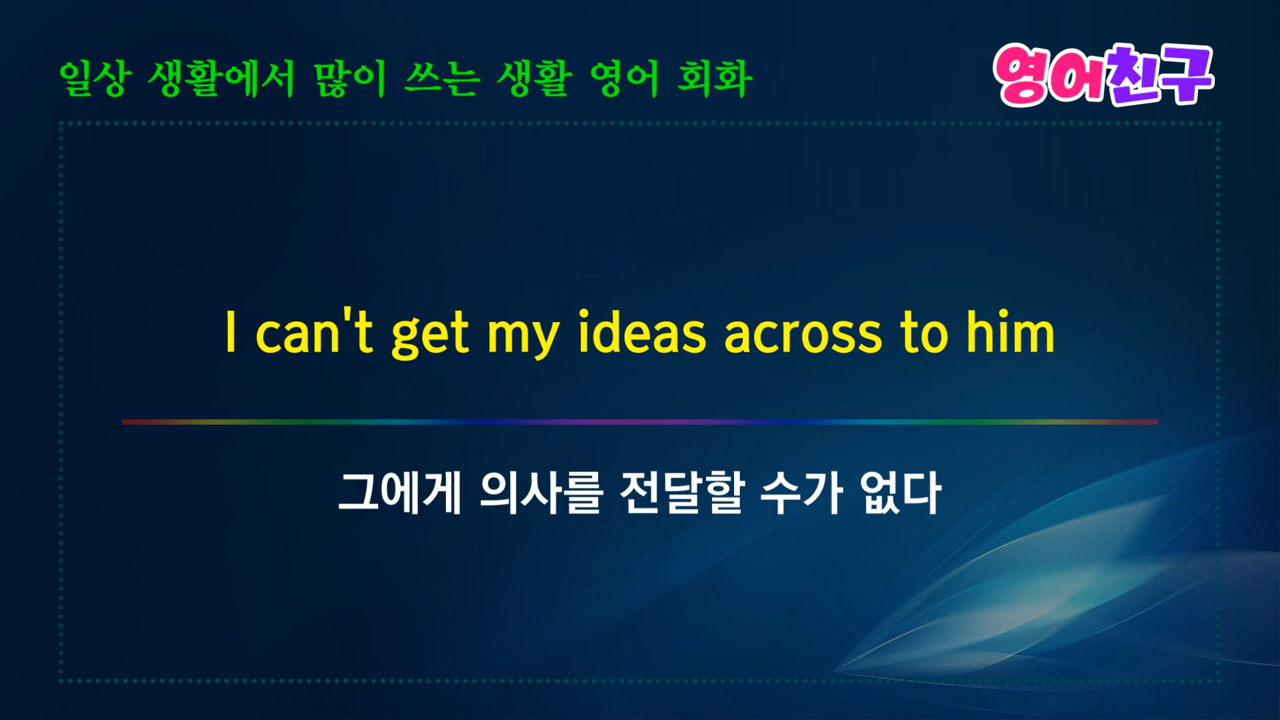 일상 생활에서 많이 쓰는 생활 영어 회화
영어친구
I can't get my ideas across to him
그에게 의사를 전달할 수가 없다